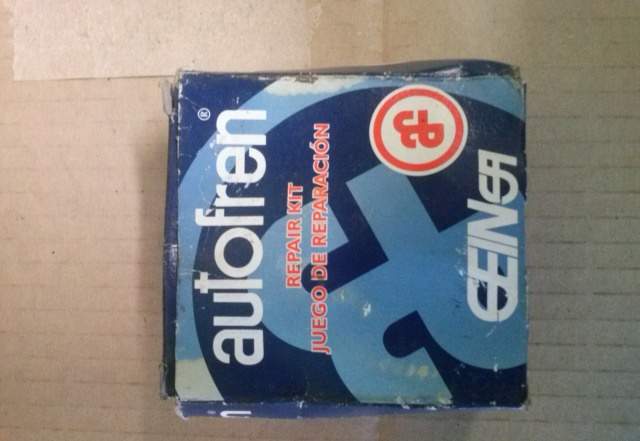 autofren®
REPAIR KIT
JUEGO DE REPARACIÓN
SEINSA